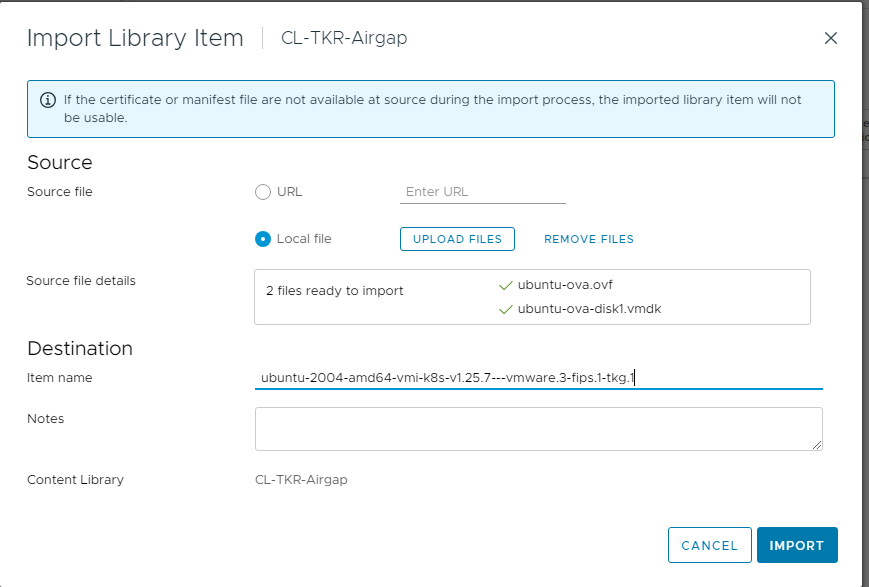 Import Library Item | CL-TKR-Airgap
If the certificate or manifest file are not available at source during the import process, the imported library item will not
be usable.
Source
Source file
URL
Enter URL
Local file
UPLOAD FILES
REMOVE FILES
Source file details
2 files ready to import
ubuntu-ova.ovf
ubuntu-ova-disk1.vmdk
Destination
Item name
ubuntu-2004-amd64-vmi-k8s-v1.25.7---vmware.3-fips.1-tkg.1
Notes
Content Library
CL-TKR-Airgap
CANCEL
IMPORT